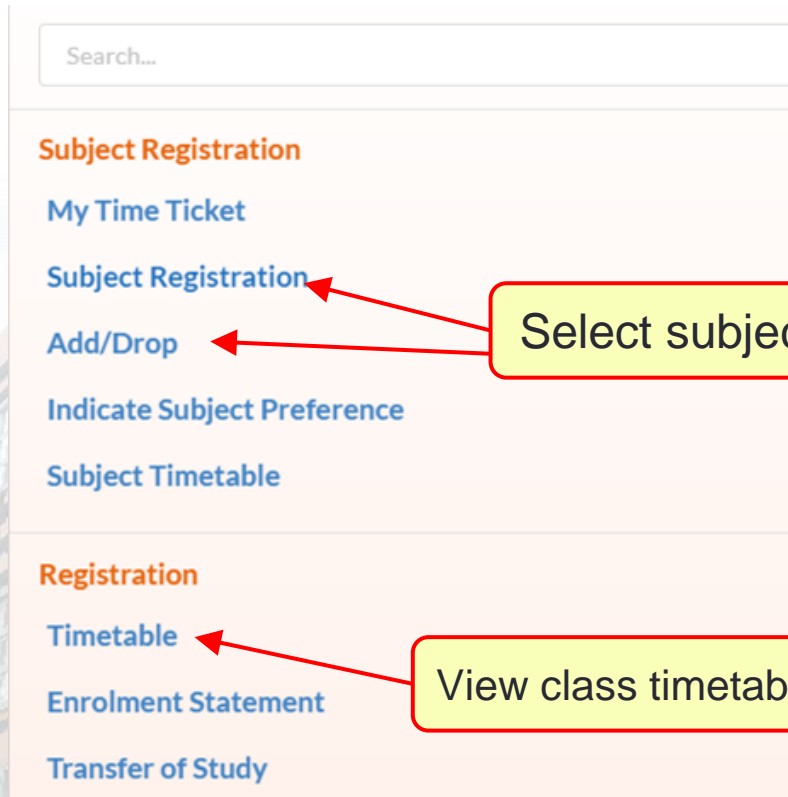 Search...
Subject Registration
My Time Ticket
Subject Registration
Add/Drop
Select subjec
Indicate Subject Preference
Subject Timetable
Registration
Timetable
View class timetab
Enrolment Statement
Transfer of Study